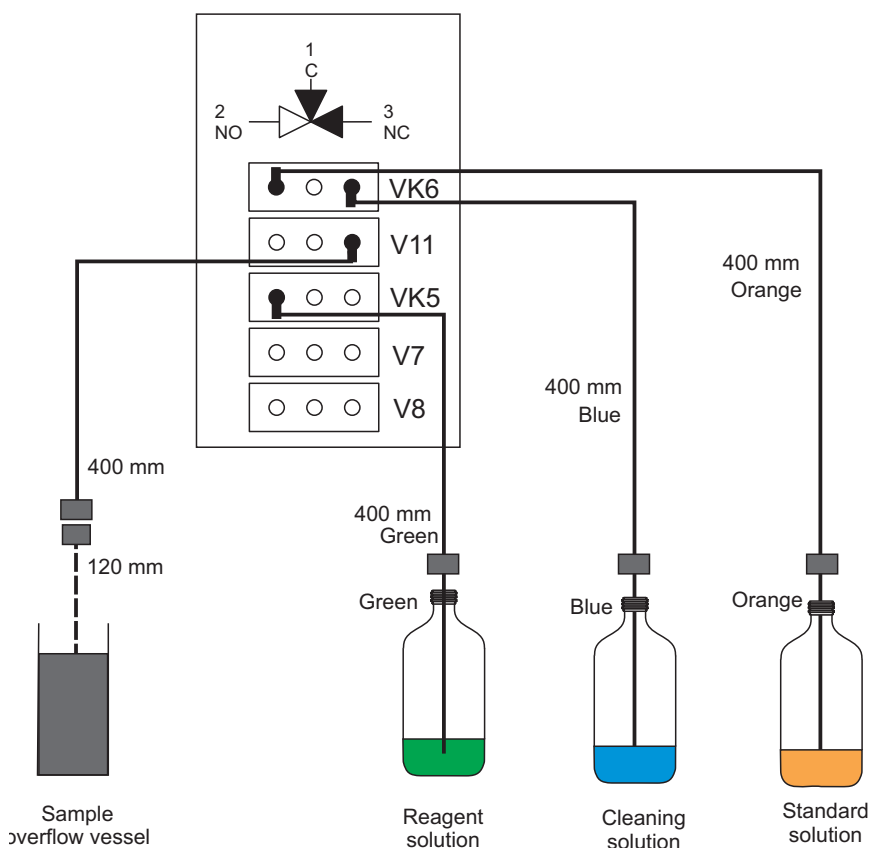 1
C
2
NO
3
NC
VK6
V11
VK5
V7
V8
400 mm
Orange
400 mm
Blue
400 mm
400 mm
Green
120 mm
Green
Blue
Orange
Sample
overflow vessel
Reagent
solution
Cleaning
solution
Standard
solution